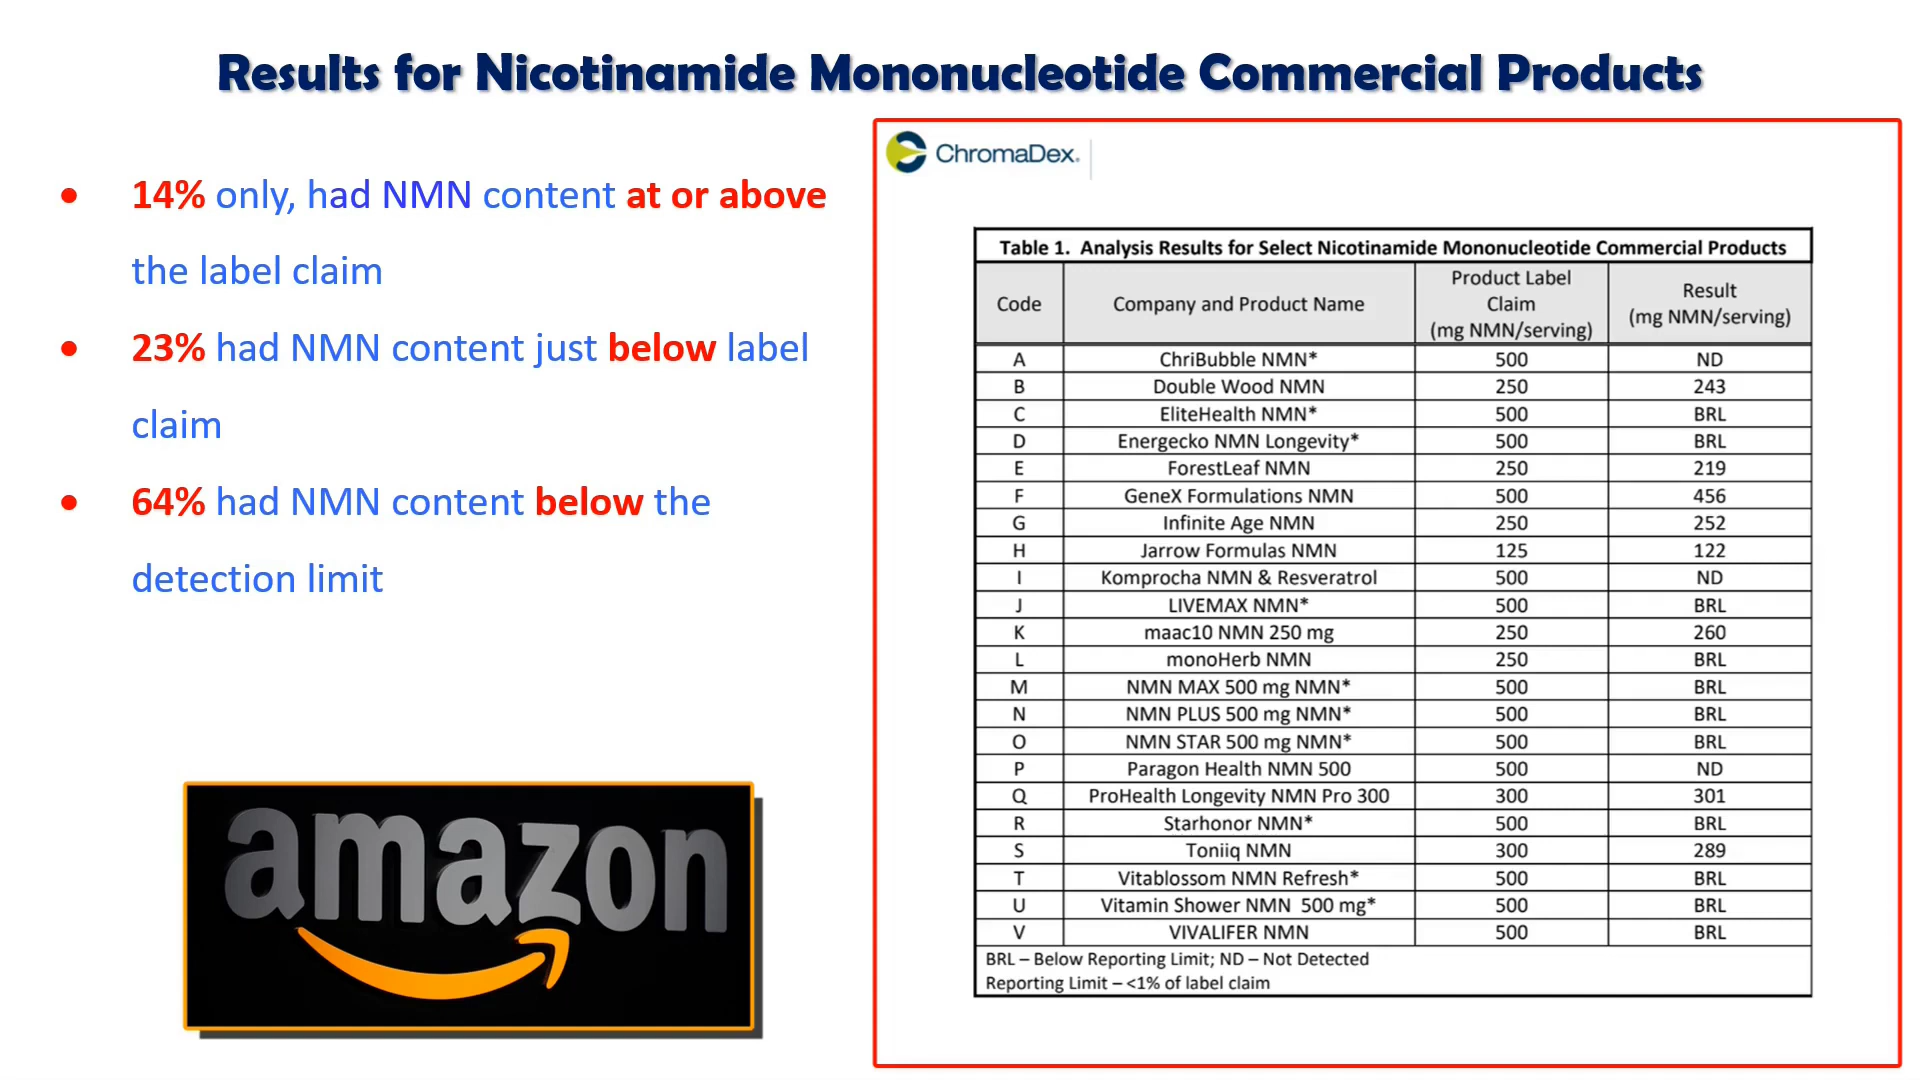 Results for Nicotinamide Mononucleotide Commercial Products
• 14% only, had NMN content at or above
the label claim
• 23% had NMN content just below label
claim
• 64% had NMN content below the
detection limit
amazon
ChromaDex®
Table 1. Analysis Results for Select Nicotinamide Mononucleotide Commercial Products
Code Company and Product Name Product Label Claim (mg NMN/serving) Result (mg NMN/serving)
A ChriBubble NMN* 500 ND
B Double Wood NMN 250 243
C EliteHealth NMN* 500 BRL
D Energecko NMN Longevity* 500 BRL
E ForestLeaf NMN 250 219
F GeneX Formulations NMN 500 456
G Infinite Age NMN 250 252
H Jarrow Formulas NMN 125 122
I Komprocha NMN & Resveratrol 500 ND
J LIVEMAX NMN* 500 BRL
K maac10 NMN 250 mg 250 260
L monoHerb NMN 250 BRL
M NMN MAX 500 mg NMN* 500 BRL
N NMN PLUS 500 mg NMN* 500 BRL
O NMN STAR 500 mg NMN* 500 BRL
P Paragon Health NMN 500 500 ND
Q ProHealth Longevity NMN Pro 300 300 301
R Starhonor NMN* 500 BRL
S Toniiq NMN 300 289
T Vitablossom NMN Refresh* 500 BRL
U Vitamin Shower NMN 500 mg* 500 BRL
V VIVALIFER NMN 500 BRL
BRL – Below Reporting Limit; ND – Not Detected
Reporting Limit – <1% of label claim